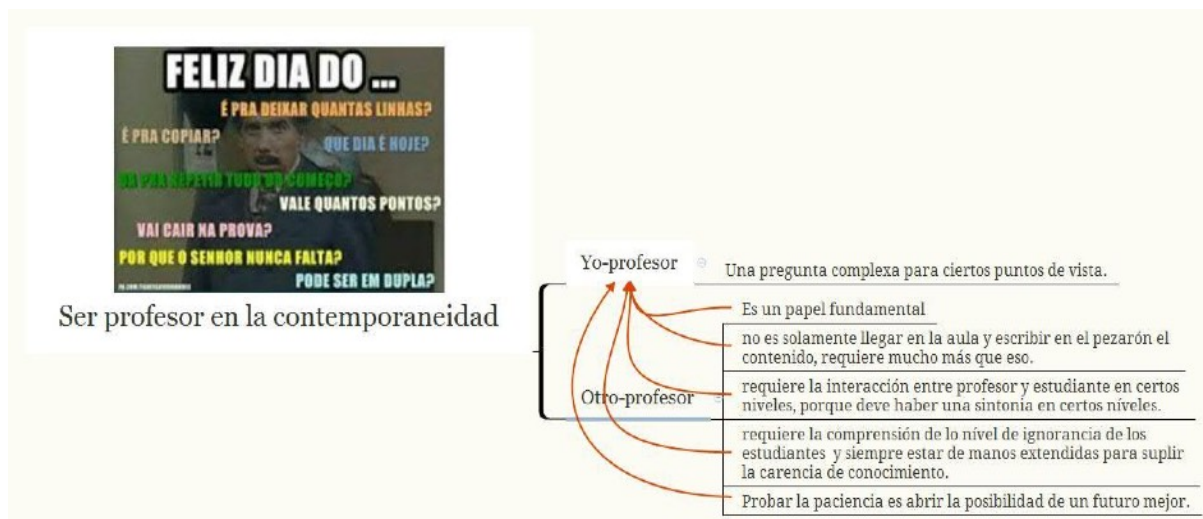 FELIZ DIA DO ...
É PRA DEIXAR QUANTAS LINHAS?
É PRA COPIAR?
QUE DIA É HOJE?
DA PRA REPETIR TUDO DO COMEÇO?
VALE QUANTOS PONTOS?
VAI CAIR NA PROVA?
POR QUE O SENHOR NUNCA FALTA?
PODE SER EM DUPLA?
Ser profesor en la contemporaneidad
Yo-profesor
Una pregunta complexa para ciertos puntos de vista.
Otro-profesor
Es un papel fundamental
no es solamente llegar en la aula y escribir en el pezarón el
contenido, requiere mucho más que eso.
requiere la interacción entre profesor y estudiante en certos
niveles, porque deve haber una sintonia en certos níveles.
requiere la comprensión de lo nível de ignorancia de los
estudiantes y siempre estar de manos extendidas para suplir
la carencia de conocimiento.
Probar la paciencia es abrir la posibilidad de un futuro mejor.